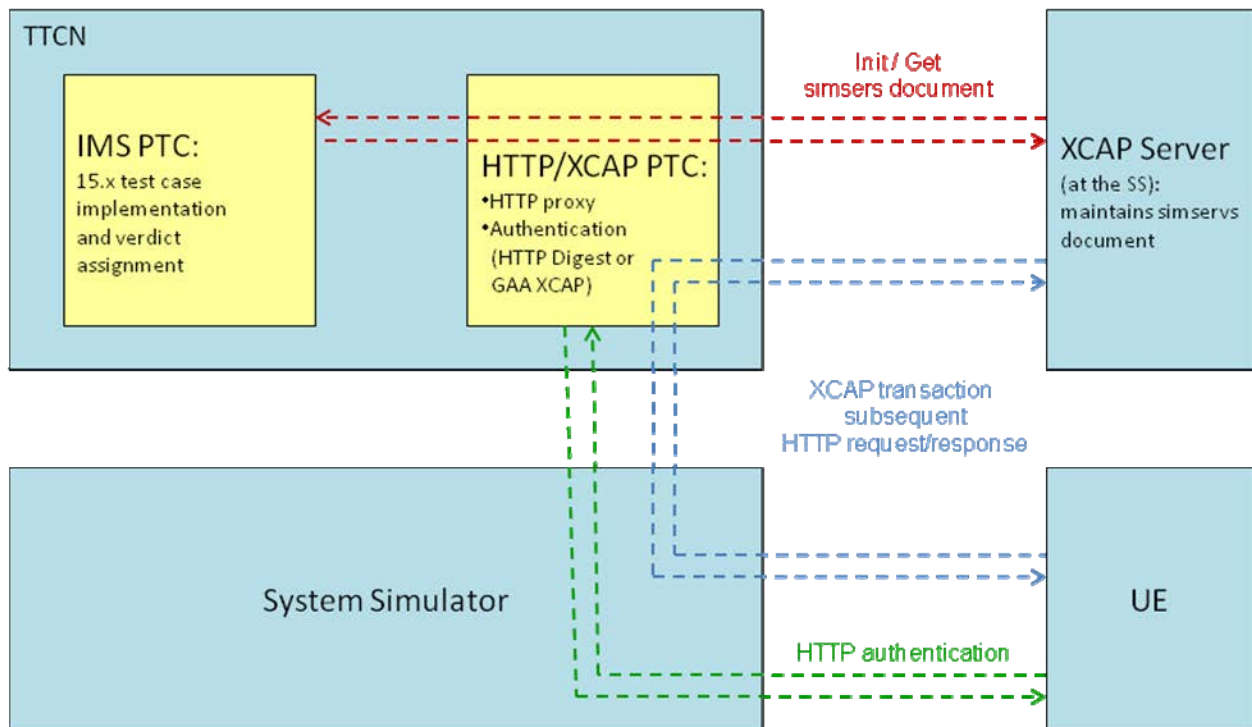 TTCN
IMS PTC:
15.x test case
implementation
and verdict
assignment
HTTP/XCAP PTC:
•HTTP proxy
•Authentication
(HTTP Digest or
GAA XCAP)
Init / Get
simsers document
XCAP Server
(at the SS):
maintains simservs
document
XCAP transaction
subsequent
HTTP request/response
System Simulator
UE
HTTP authentication